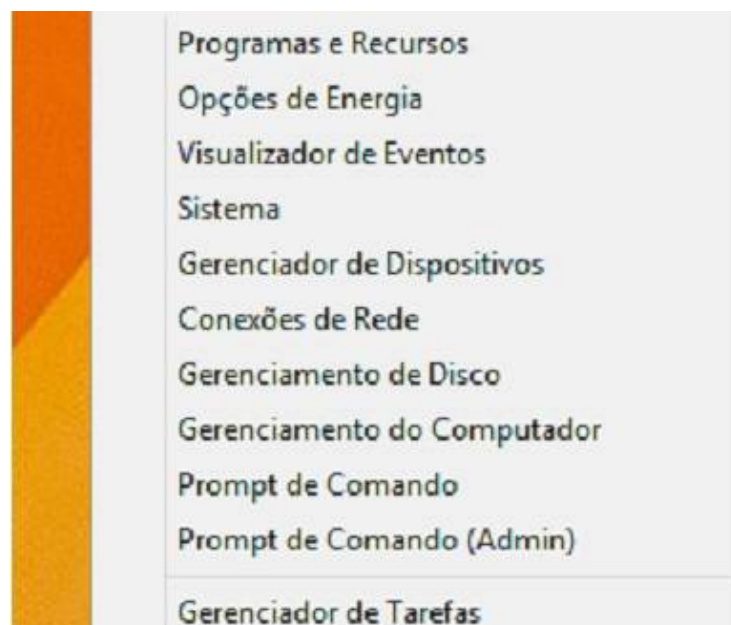 Programas e Recursos
Opções de Energia
Visualizador de Eventos
Sistema
Gerenciador de Dispositivos
Conexões de Rede
Gerenciamento de Disco
Gerenciamento do Computador
Prompt de Comando
Prompt de Comando (Admin)
Gerenciador de Tarefas